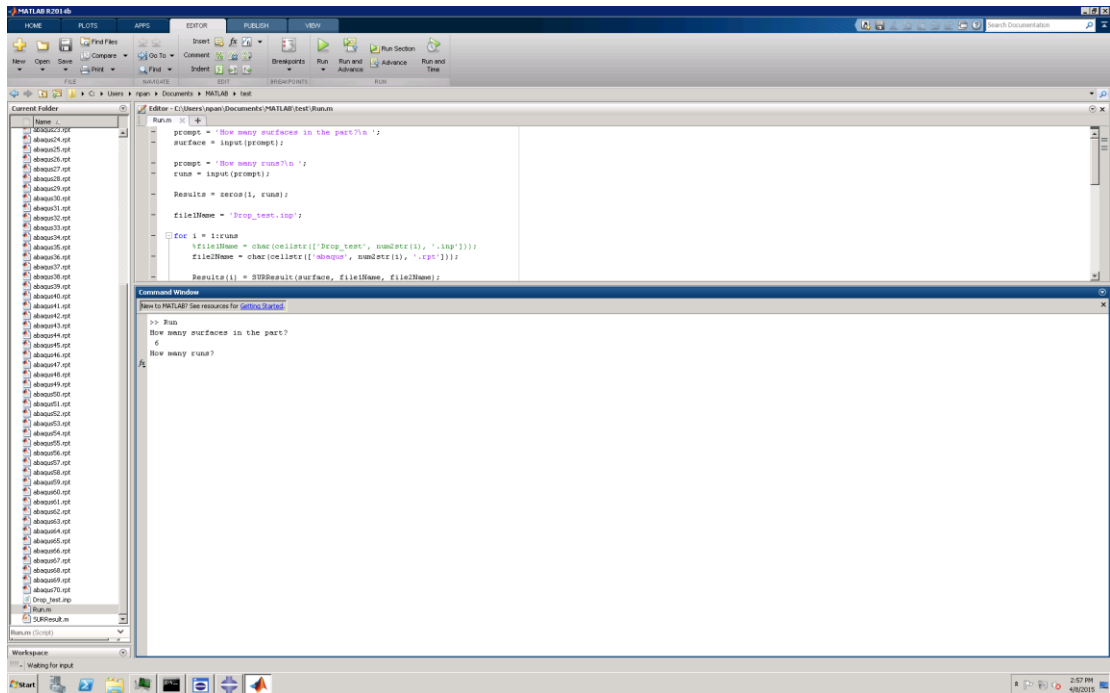 MATLAB R2014b
HOME PLOTS APPS EDITOR PUBLISH VIEW
Search Documentation
New Open Save Find Files Compare Print
Go To Find
Insert Comment Indent
Breakpoints
Run Run and Advance Run Section Advance Run and Time
FILE NAVIGATE EDIT BREAKPOINTS RUN
C: Users npan Documents MATLAB test
Current Folder
Name
abaqus23.rpt
abaqus24.rpt
abaqus25.rpt
abaqus26.rpt
abaqus27.rpt
abaqus28.rpt
abaqus29.rpt
abaqus30.rpt
abaqus31.rpt
abaqus32.rpt
abaqus33.rpt
abaqus34.rpt
abaqus35.rpt
abaqus36.rpt
abaqus37.rpt
abaqus38.rpt
abaqus39.rpt
abaqus40.rpt
abaqus41.rpt
abaqus42.rpt
abaqus43.rpt
abaqus44.rpt
abaqus45.rpt
abaqus46.rpt
abaqus47.rpt
abaqus48.rpt
abaqus49.rpt
abaqus50.rpt
abaqus51.rpt
abaqus52.rpt
abaqus53.rpt
abaqus54.rpt
abaqus55.rpt
abaqus56.rpt
abaqus57.rpt
abaqus58.rpt
abaqus59.rpt
abaqus60.rpt
abaqus61.rpt
abaqus62.rpt
abaqus63.rpt
abaqus64.rpt
abaqus65.rpt
abaqus66.rpt
abaqus67.rpt
abaqus68.rpt
abaqus69.rpt
abaqus70.rpt
Drop_test.inp
Run.m
SURResult.m
Run.m (Script)
Workspace
Waiting for input
Editor - C:\Users\npan\Documents\MATLAB\test\Run.m
Run.m
prompt = 'How many surfaces in the part?\n ';
surface = input(prompt);
prompt = 'How many runs?\n ';
runs = input(prompt);
Results = zeros(1, runs);
file1Name = 'Drop_test.inp';
for i = 1:runs
%file1Name = char(cellstr(['Drop_test', num2str(i), '.inp']));
file2Name = char(cellstr(['abaqus', num2str(i), '.rpt']));
Results(i) = SURResult(surface, file1Name, file2Name);
Command Window
New to MATLAB? See resources for Getting Started.
>> Run
How many surfaces in the part?
6
How many runs?
fx
Start
2:57 PM
4/8/2015